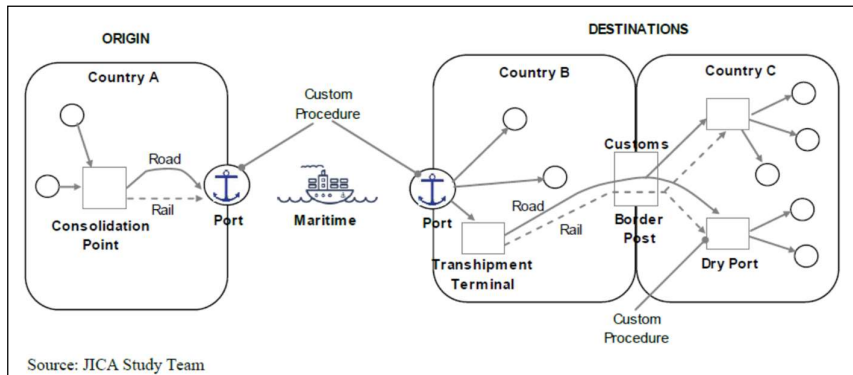 ORIGIN
DESTINATIONS
Country A
Country B
Country C
Custom
Procedure
Customs
Road
Rail
Port
Maritime
Port
Road
Rail
Border
Post
Consolidation
Point
Transhipment
Terminal
Dry Port
Custom
Procedure
Source: JICA Study Team